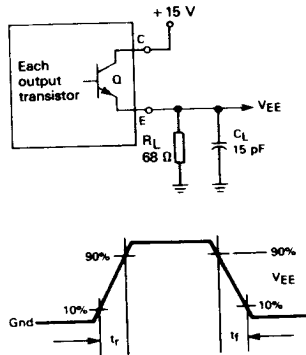 + 15 V
C
Each
output
transistor
Q
E
VEE
RL
68 Ω
CL
15 pF
90%
90%
VEE
10%
10%
Gnd
tr
tf